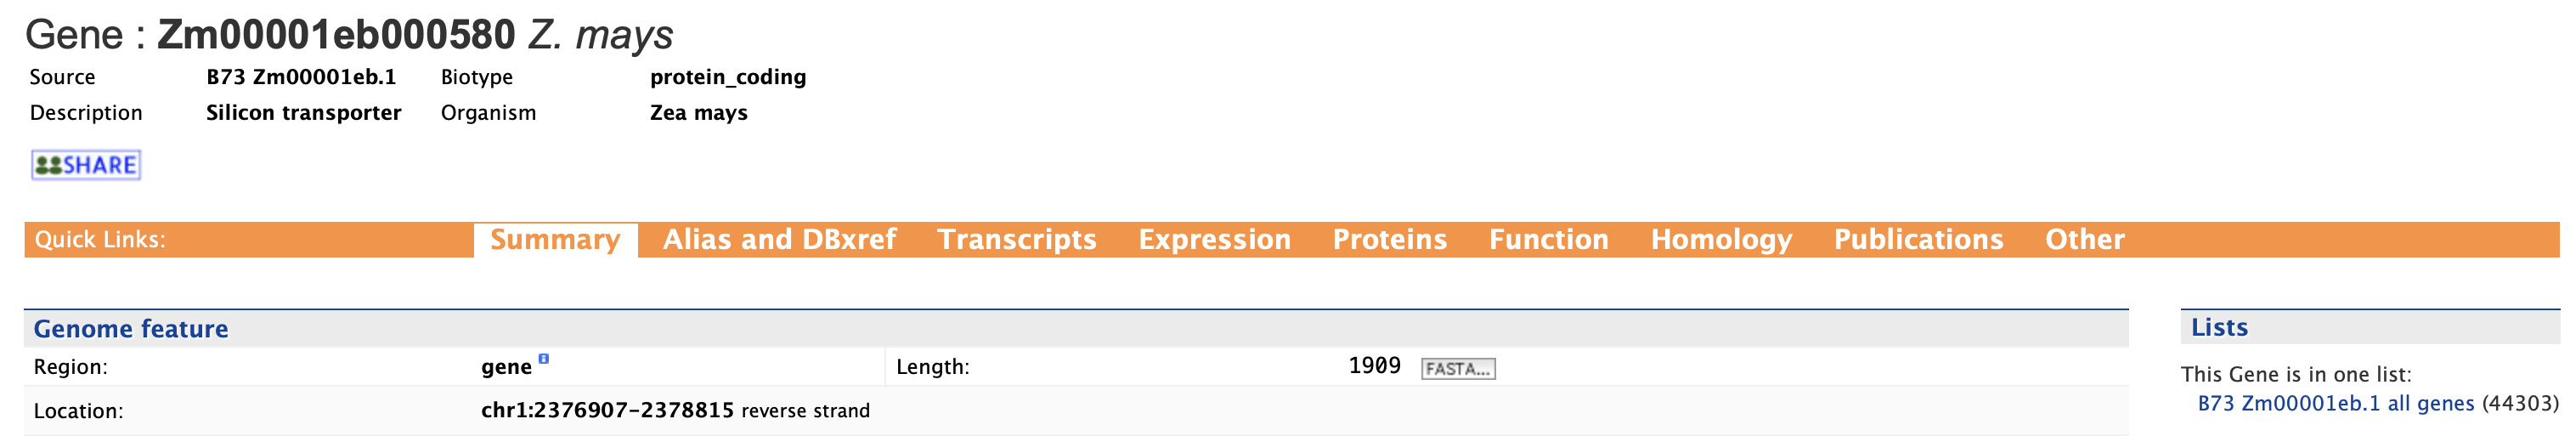 Gene : Zm00001eb000580 Z. mays
Source B73 Zm00001eb.1 Biotype protein_coding
Description Silicon transporter Organism Zea mays
SHARE
Quick Links: Summary Alias and DBxref Transcripts Expression Proteins Function Homology Publications Other
Genome feature
Region: gene Length: 1909 FASTA...
Location: chr1:2376907-2378815 reverse strand
Lists
This Gene is in one list:
B73 Zm00001eb.1 all genes (44303)